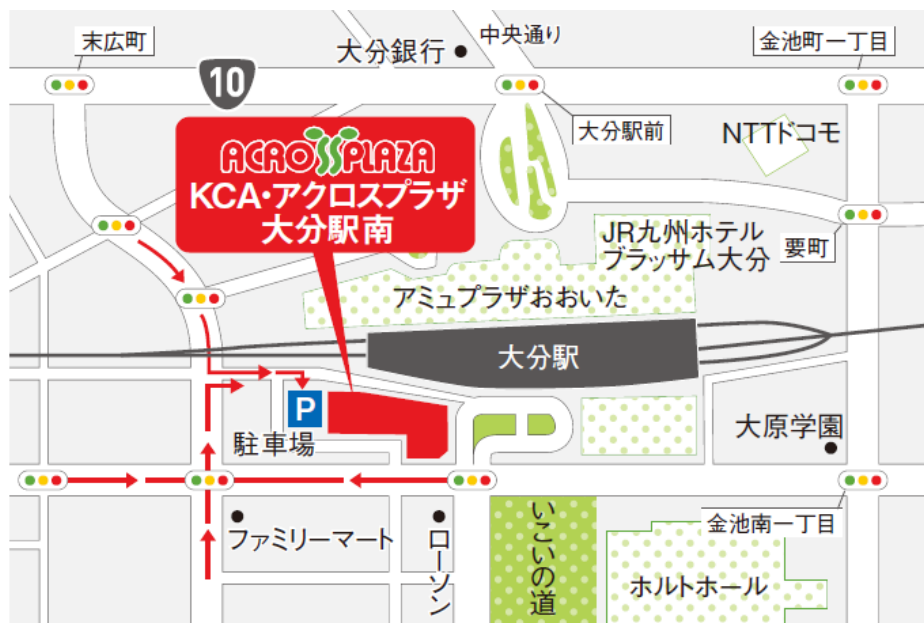 末広町
大分銀行
中央通り
金池町一丁目
10
大分駅前
NTTドコモ
ACROSSPLAZA
KCA・アクロスプラザ
大分駅南
JR九州ホテル
ブラッサム大分
要町
アミュプラザおおいた
大分駅
P
駐車場
大原学園
ファミリーマート
ローソン
いこいの道
金池南一丁目
ホルトホール